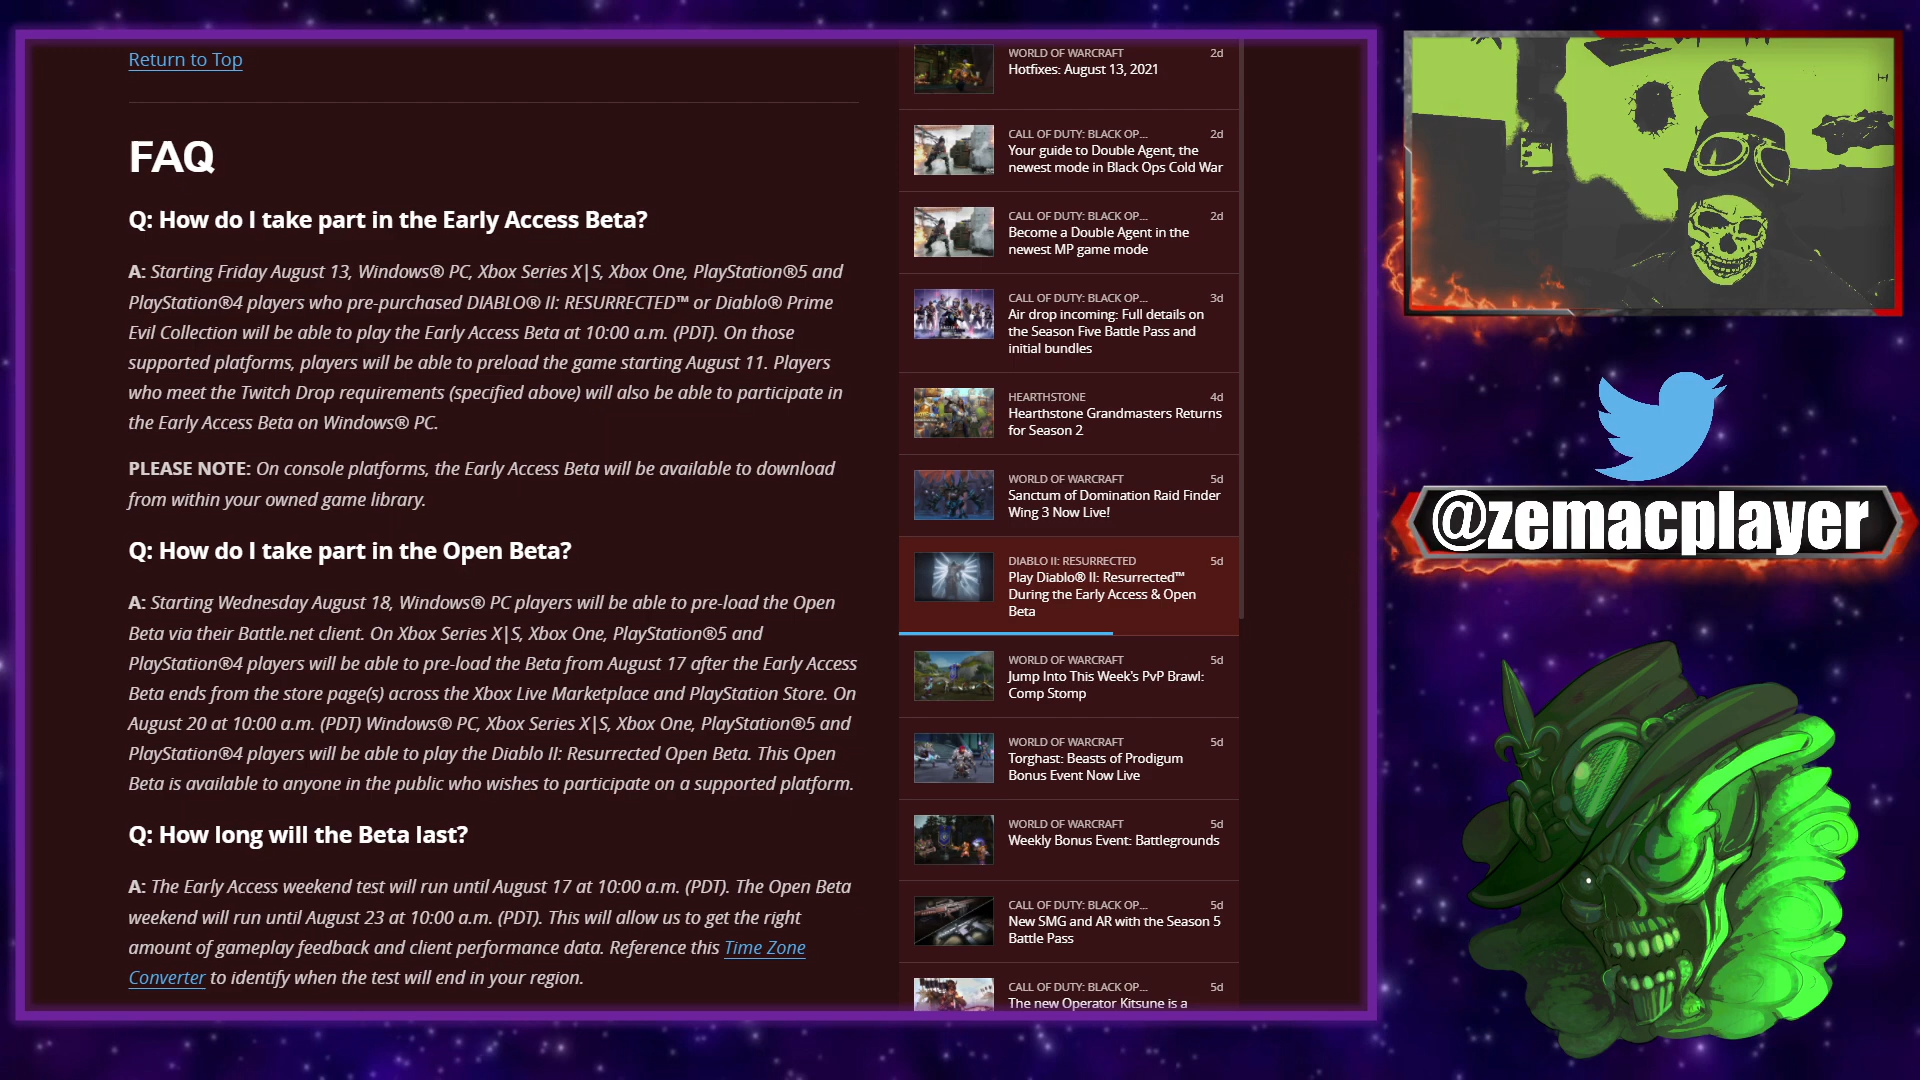 Return to Top
FAQ
Q: How do I take part in the Early Access Beta?
A: Starting Friday August 13, Windows® PC, Xbox Series X|S, Xbox One, PlayStation®5 and
PlayStation®4 players who pre-purchased DIABLO® II: RESURRECTED™ or Diablo® Prime
Evil Collection will be able to play the Early Access Beta at 10:00 a.m. (PDT). On those
supported platforms, players will be able to preload the game starting August 11. Players
who meet the Twitch Drop requirements (specified above) will also be able to participate in
the Early Access Beta on Windows® PC.
PLEASE NOTE: On console platforms, the Early Access Beta will be available to download
from within your owned game library.
Q: How do I take part in the Open Beta?
A: Starting Wednesday August 18, Windows® PC players will be able to pre-load the Open
Beta via their Battle.net client. On Xbox Series X|S, Xbox One, PlayStation®5 and
PlayStation®4 players will be able to pre-load the Beta from August 17 after the Early Access
Beta ends from the store page(s) across the Xbox Live Marketplace and PlayStation Store. On
August 20 at 10:00 a.m. (PDT) Windows® PC, Xbox Series X|S, Xbox One, PlayStation®5 and
PlayStation®4 players will be able to play the Diablo II: Resurrected Open Beta. This Open
Beta is available to anyone in the public who wishes to participate on a supported platform.
Q: How long will the Beta last?
A: The Early Access weekend test will run until August 17 at 10:00 a.m. (PDT). The Open Beta
weekend will run until August 23 at 10:00 a.m. (PDT). This will allow us to get the right
amount of gameplay feedback and client performance data. Reference this Time Zone
Converter to identify when the test will end in your region.
WORLD OF WARCRAFT 2d
Hotfixes: August 13, 2021
CALL OF DUTY: BLACK OP... 2d
Your guide to Double Agent, the
newest mode in Black Ops Cold War
CALL OF DUTY: BLACK OP... 2d
Become a Double Agent in the
newest MP game mode
CALL OF DUTY: BLACK OP... 3d
Air drop incoming: Full details on
the Season Five Battle Pass and
initial bundles
HEARTHSTONE 4d
Hearthstone Grandmasters Returns
for Season 2
WORLD OF WARCRAFT 5d
Sanctum of Domination Raid Finder
Wing 3 Now Live!
DIABLO II: RESURRECTED 5d
Play Diablo® II: Resurrected™
During the Early Access & Open
Beta
WORLD OF WARCRAFT 5d
Jump Into This Week's PvP Brawl:
Comp Stomp
WORLD OF WARCRAFT 5d
Torghast: Beasts of Prodigum
Bonus Event Now Live
WORLD OF WARCRAFT 5d
Weekly Bonus Event: Battlegrounds
CALL OF DUTY: BLACK OP... 5d
New SMG and AR with the Season 5
Battle Pass
CALL OF DUTY: BLACK OP... 5d
The new Operator Kitsune is a
@zemacplayer